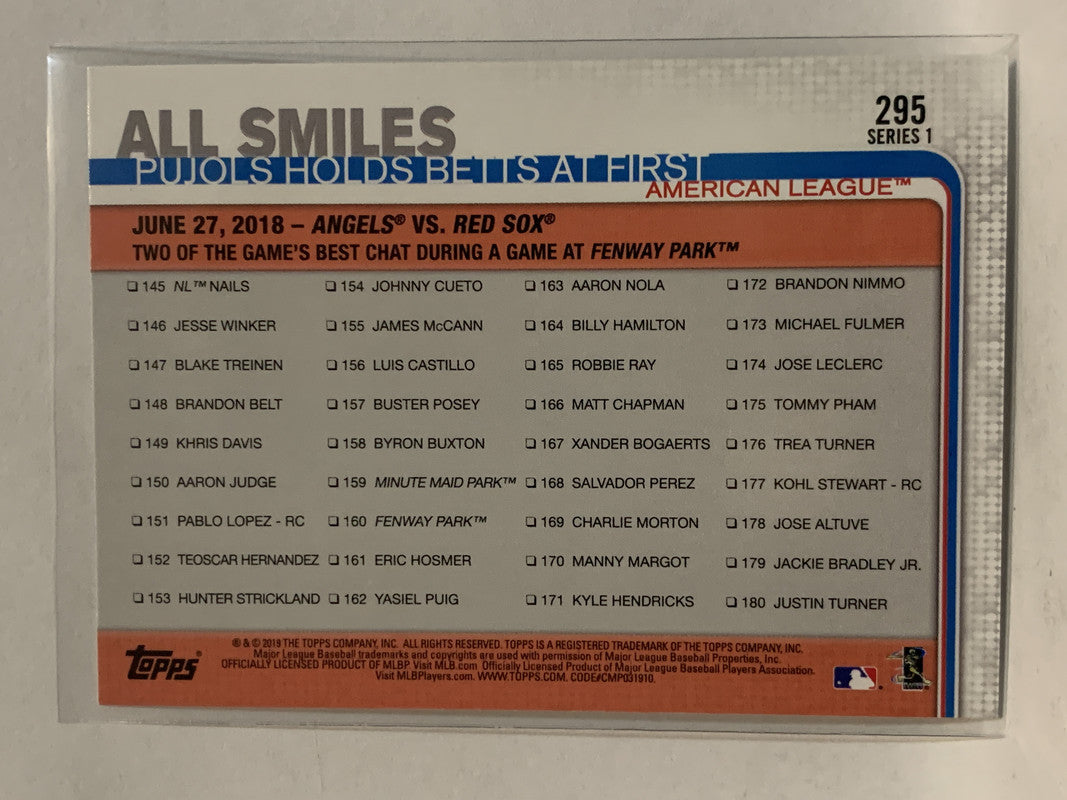 ALL SMILES
295
SERIES 1
PUJOLS HOLDS BETTS AT FIRST
AMERICAN LEAGUE™
JUNE 27, 2018 – ANGELS® VS. RED SOX®
TWO OF THE GAME'S BEST CHAT DURING A GAME AT FENWAY PARK™
❏ 145 NL™ NAILS
❏ 146 JESSE WINKER
❏ 147 BLAKE TREINEN
❏ 148 BRANDON BELT
❏ 149 KHRIS DAVIS
❏ 150 AARON JUDGE
❏ 151 PABLO LOPEZ - RC
❏ 152 TEOSCAR HERNANDEZ
❏ 153 HUNTER STRICKLAND
❏ 154 JOHNNY CUETO
❏ 155 JAMES McCANN
❏ 156 LUIS CASTILLO
❏ 157 BUSTER POSEY
❏ 158 BYRON BUXTON
❏ 159 MINUTE MAID PARK™
❏ 160 FENWAY PARK™
❏ 161 ERIC HOSMER
❏ 162 YASIEL PUIG
❏ 163 AARON NOLA
❏ 164 BILLY HAMILTON
❏ 165 ROBBIE RAY
❏ 166 MATT CHAPMAN
❏ 167 XANDER BOGAERTS
❏ 168 SALVADOR PEREZ
❏ 169 CHARLIE MORTON
❏ 170 MANNY MARGOT
❏ 171 KYLE HENDRICKS
❏ 172 BRANDON NIMMO
❏ 173 MICHAEL FULMER
❏ 174 JOSE LECLERC
❏ 175 TOMMY PHAM
❏ 176 TREA TURNER
❏ 177 KOHL STEWART - RC
❏ 178 JOSE ALTUVE
❏ 179 JACKIE BRADLEY JR.
❏ 180 JUSTIN TURNER
topps®
® & © 2019 THE TOPPS COMPANY, INC. ALL RIGHTS RESERVED. TOPPS IS A REGISTERED TRADEMARK OF THE TOPPS COMPANY, INC.
Major League Baseball trademarks and copyrights are used with permission of Major League Baseball Properties, Inc.
OFFICIALLY LICENSED PRODUCT OF MLBP. Visit MLB.com Officially Licensed Product of Major League Baseball Players Association.
Visit MLBPlayers.com. WWW.TOPPS.COM. CODE#CMP031910.